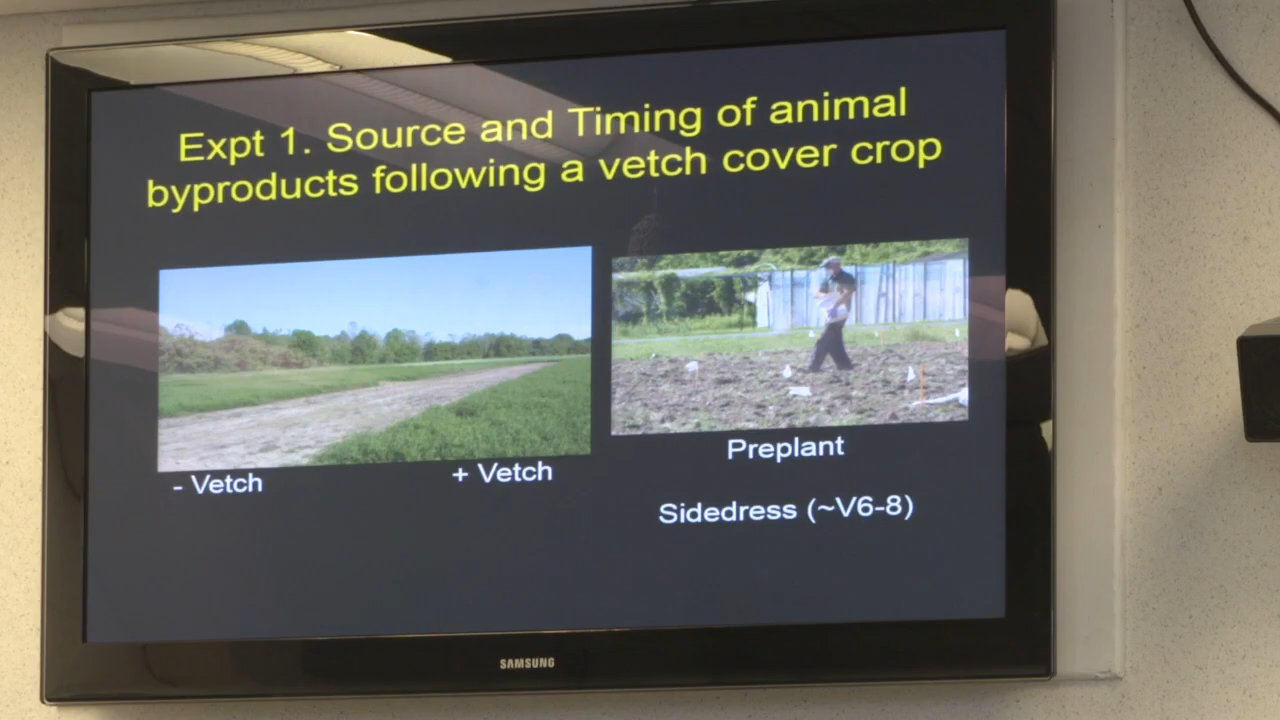 Expt 1. Source and Timing of animal
byproducts following a vetch cover crop
- Vetch
+ Vetch
Preplant
Sidedress (~V6-8)
SAMSUNG